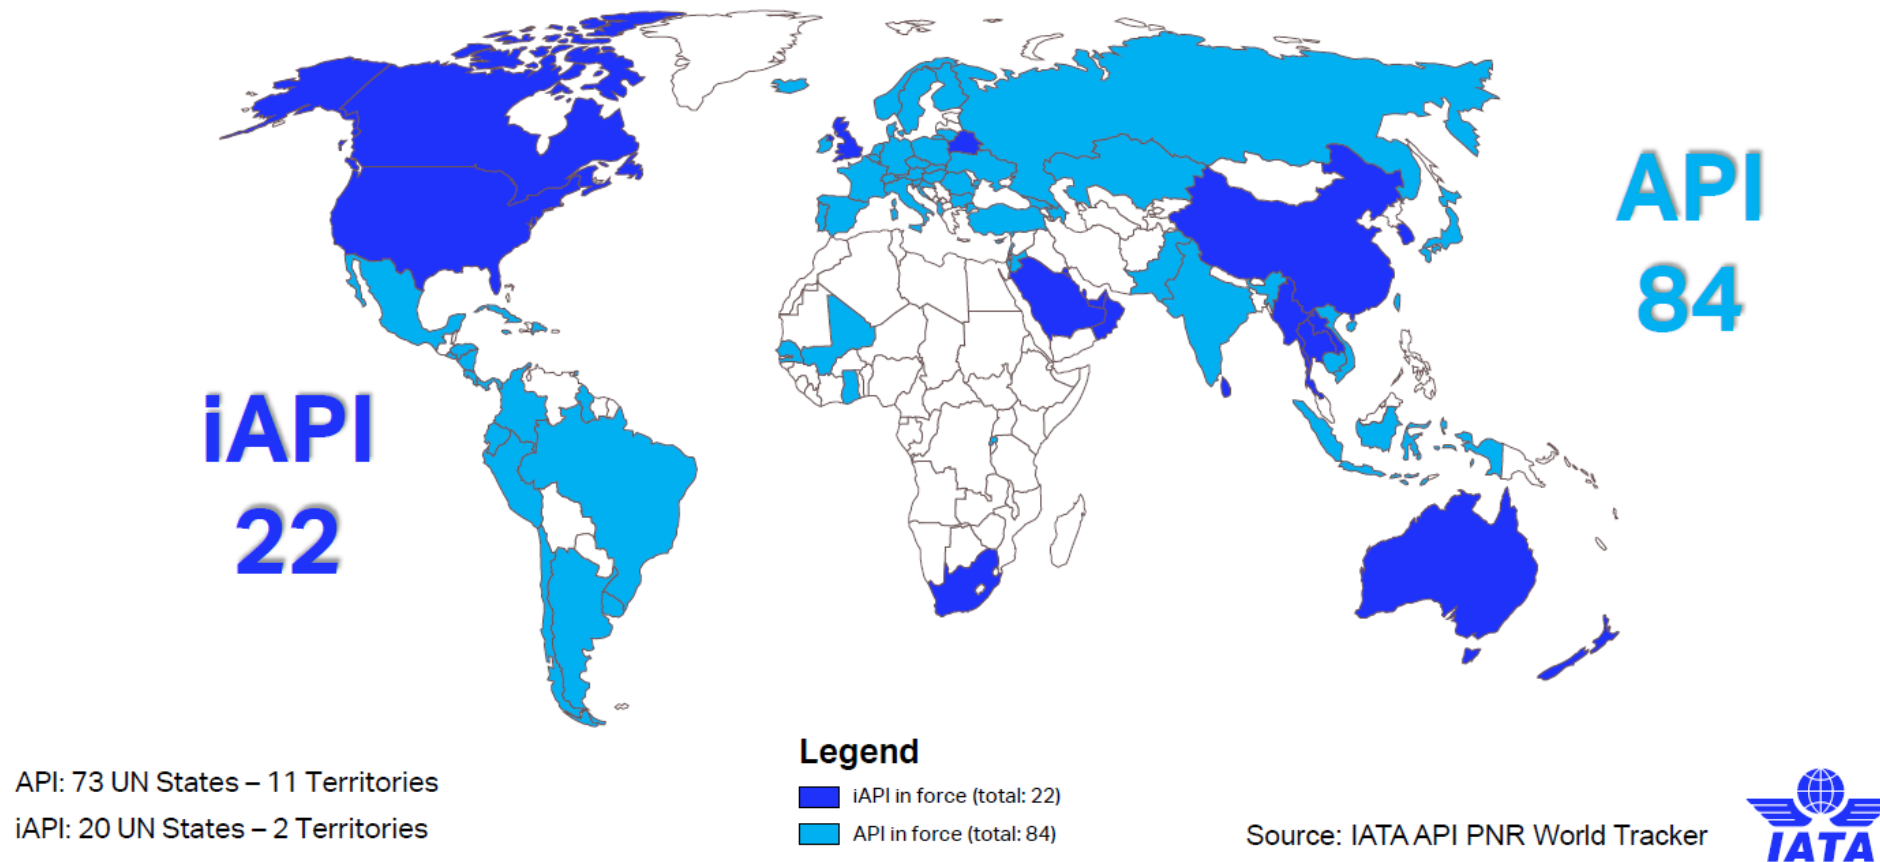 API
84
iAPI
22
Legend
iAPI in force (total: 22)
API in force (total: 84)
API: 73 UN States – 11 Territories
iAPI: 20 UN States – 2 Territories
Source: IATA API PNR World Tracker
IATA